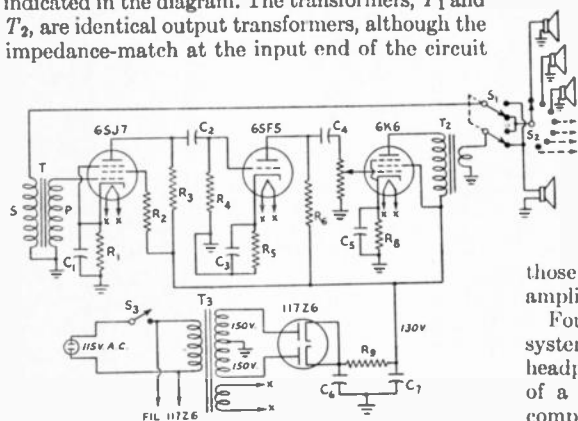 indicated in the diagram. The transformers, T₁ and
T₂, are identical output transformers, although the
impedance-match at the input end of the circuit
S₁
S₂
6SJ7
C₂
6SF5
C₄
6K6
T₂
T
S
P
R₂
R₃
R₄
R₆
C₁
R₁
C₃
R₅
C₅
R₈
those
S₃
T₃
117Z6
130V
ampli
150V.
Fou
115V. A.C.
150V.
R₉
system
headp
C₆
C₇
of a
FIL 117Z6
comp
x x
x x
x x
x
x